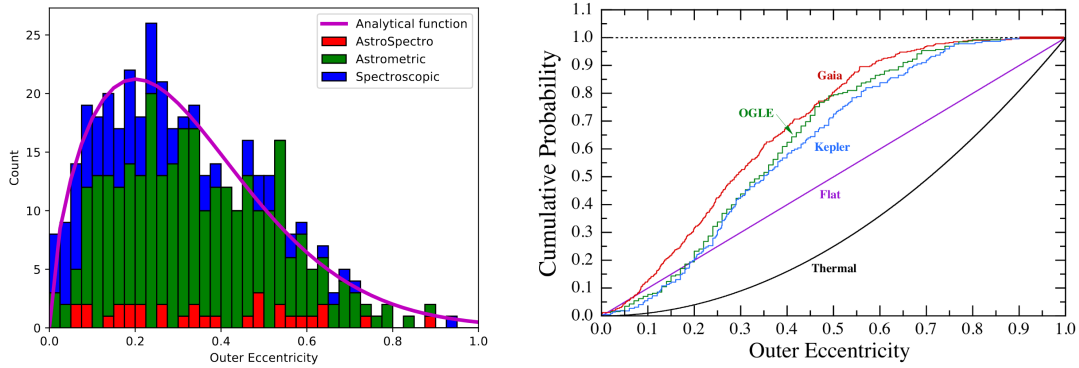 Analytical function
AstroSpectro
Astrometric
Spectroscopic
Count
25
20
15
10
5
0
0.0 0.2 0.4 0.6 0.8 1.0
Outer Eccentricity
Cumulative Probability
1.1
1.0
0.9
0.8
0.7
0.6
0.5
0.4
0.3
0.2
0.1
0.0
Gaia
OGLE
Kepler
Flat
Thermal
0.0 0.1 0.2 0.3 0.4 0.5 0.6 0.7 0.8 0.9 1.0
Outer Eccentricity